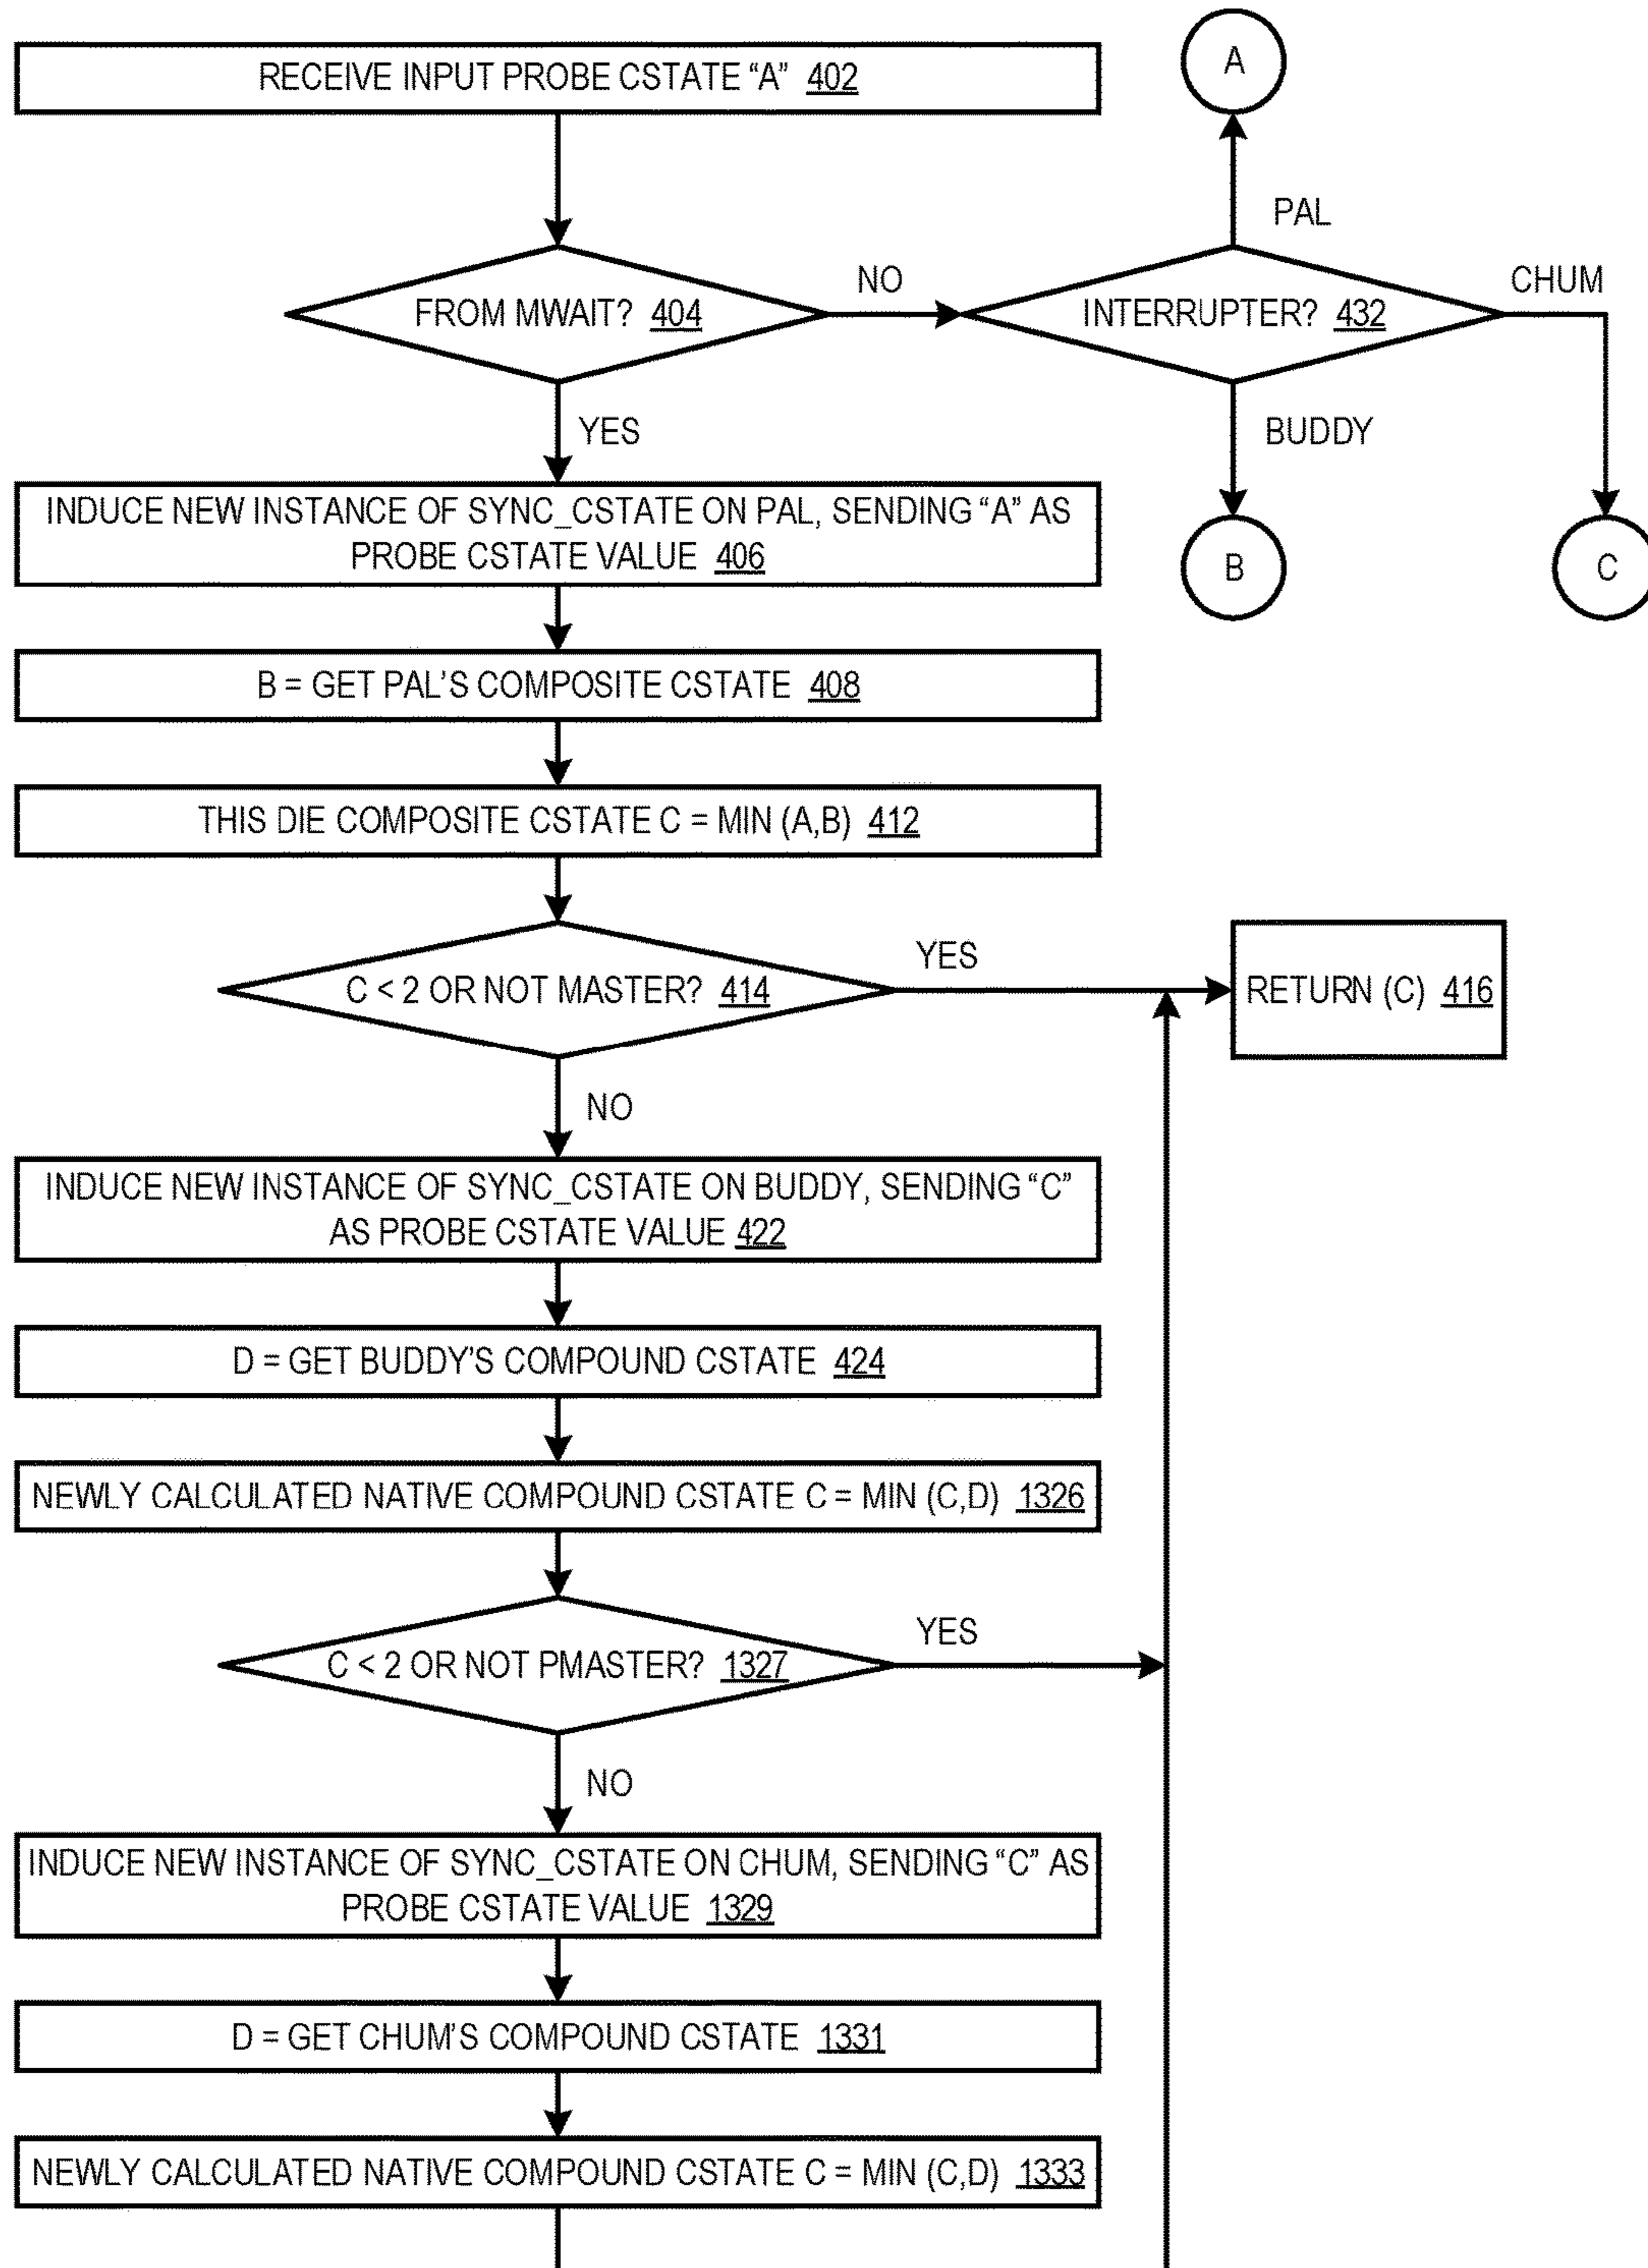 RECEIVE INPUT PROBE CSTATE “A” 402
A
PAL
FROM MWAIT? 404
NO
INTERRUPTER? 432
CHUM
YES
BUDDY
B
C
INDUCE NEW INSTANCE OF SYNC_CSTATE ON PAL, SENDING “A” AS
PROBE CSTATE VALUE 406
B = GET PAL’S COMPOSITE CSTATE 408
THIS DIE COMPOSITE CSTATE C = MIN (A,B) 412
C < 2 OR NOT MASTER? 414
YES
RETURN (C) 416
NO
INDUCE NEW INSTANCE OF SYNC_CSTATE ON BUDDY, SENDING “C”
AS PROBE CSTATE VALUE 422
D = GET BUDDY’S COMPOUND CSTATE 424
NEWLY CALCULATED NATIVE COMPOUND CSTATE C = MIN (C,D) 1326
C < 2 OR NOT PMASTER? 1327
YES
NO
INDUCE NEW INSTANCE OF SYNC_CSTATE ON CHUM, SENDING “C” AS
PROBE CSTATE VALUE 1329
D = GET CHUM’S COMPOUND CSTATE 1331
NEWLY CALCULATED NATIVE COMPOUND CSTATE C = MIN (C,D) 1333